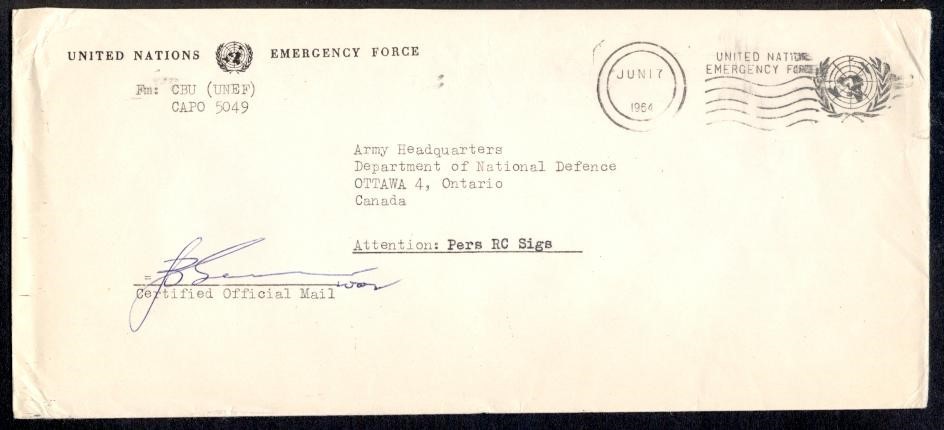 UNITED NATIONS EMERGENCY FORCE
Fm: CBU (UNEF)
CAPO 5049
JUN 17
1964
UNITED NATIONS
EMERGENCY FORCE
Army Headquarters
Department of National Defence
OTTAWA 4, Ontario
Canada
Attention: Pers RC Sigs
Certified Official Mail